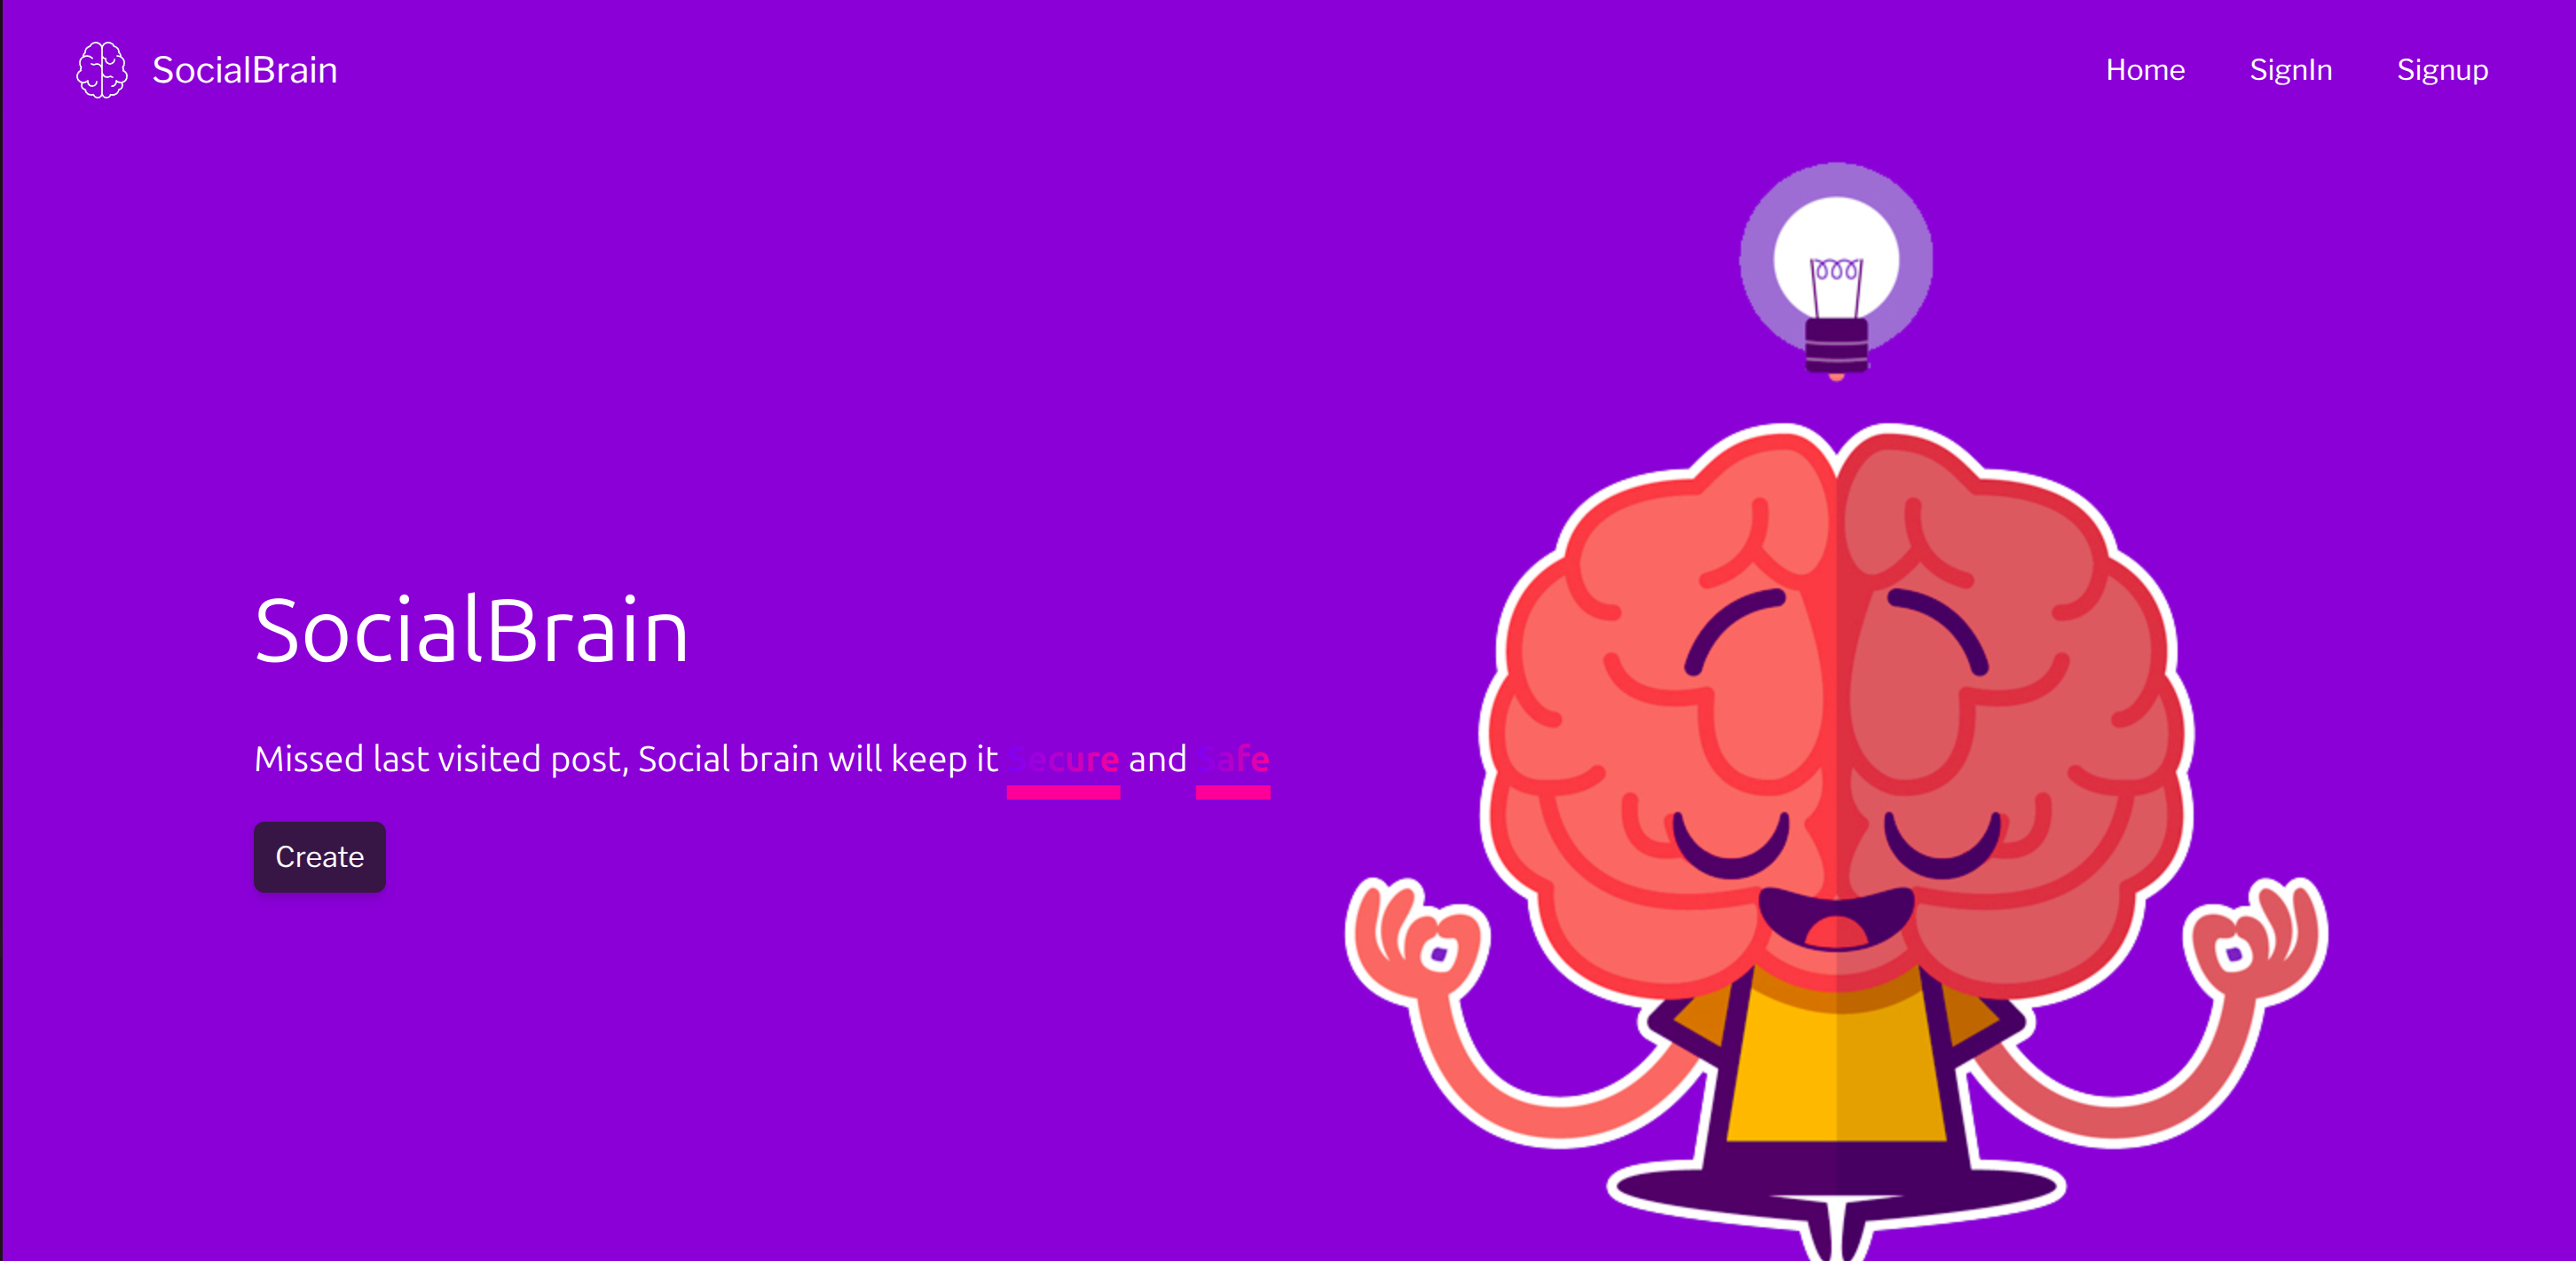 SocialBrain
Home SignIn Signup
SocialBrain
Missed last visited post, Social brain will keep it Secure and Safe
Create